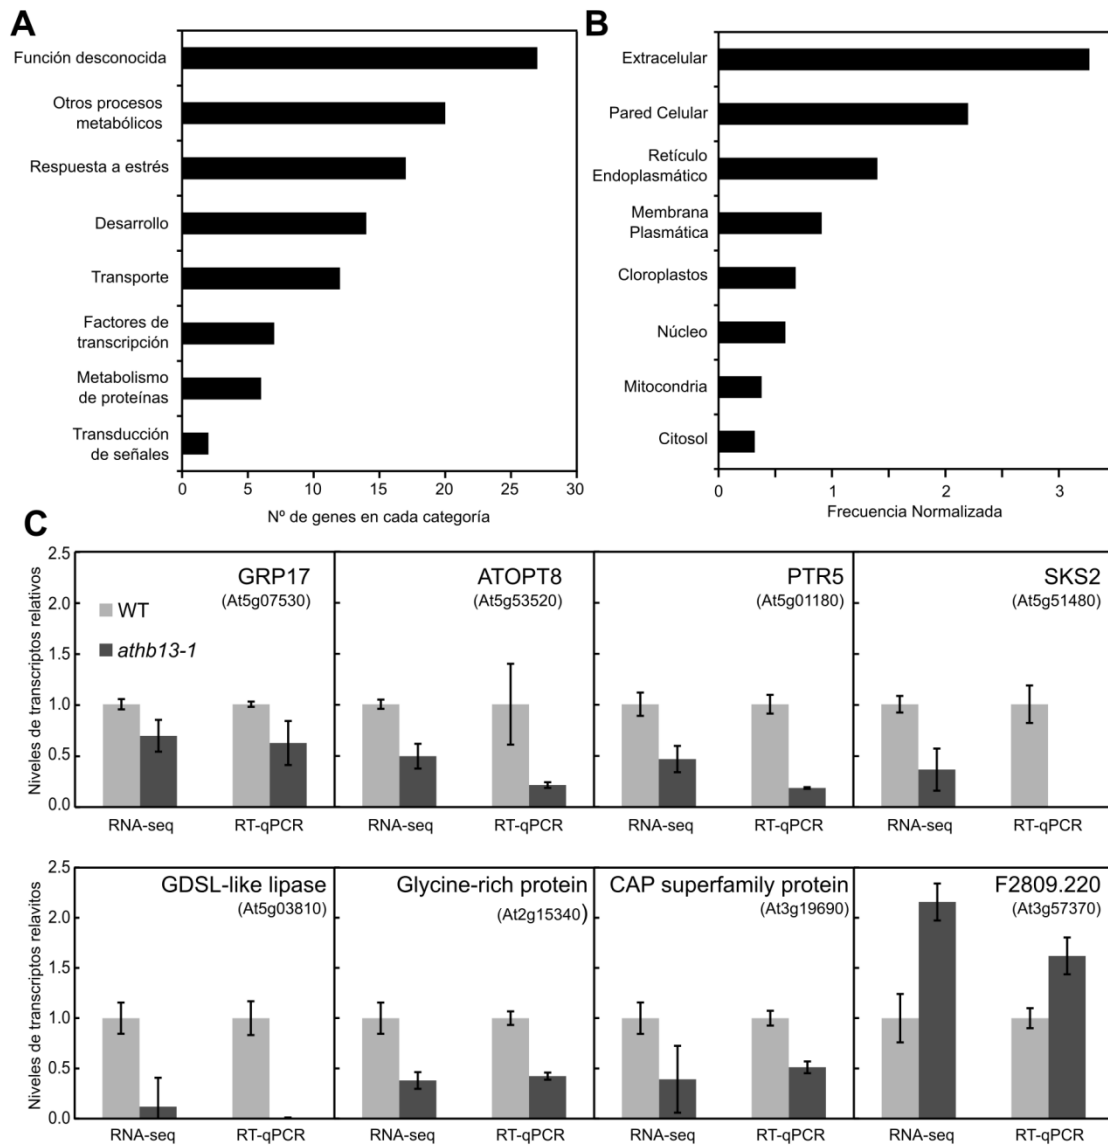 A
Función desconocida
Otros procesos
metabólicos
Respuesta a estrés
Desarrollo
Transporte
Factores de
transcripción
Metabolismo
de proteínas
Transducción
de señales
0 5 10 15 20 25 30
Nº de genes en cada categoría
B
Extracelular
Pared Celular
Retículo
Endoplasmático
Membrana
Plasmática
Cloroplastos
Núcleo
Mitocondria
Citosol
0 1 2 3
Frecuencia Normalizada
C
Niveles de transcriptos relativos
2.5
2.0
1.5
1.0
0.5
0.0
GRP17
(At5g07530)
WT
athb13-1
RNA-seq RT-qPCR
ATOPT8
(At5g53520)
RNA-seq RT-qPCR
PTR5
(At5g01180)
RNA-seq RT-qPCR
SKS2
(At5g51480)
RNA-seq RT-qPCR
Niveles de transcriptos relavitos
2.5
2.0
1.5
1.0
0.5
0.0
GDSL-like lipase
(At5g03810)
RNA-seq RT-qPCR
Glycine-rich protein
(At2g15340)
RNA-seq RT-qPCR
CAP superfamily protein
(At3g19690)
RNA-seq RT-qPCR
F2809.220
(At3g57370)
RNA-seq RT-qPCR